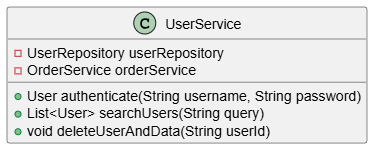 C UserService
UserRepository userRepository
OrderService orderService
User authenticate(String username, String password)
List<User> searchUsers(String query)
void deleteUserAndData(String userId)